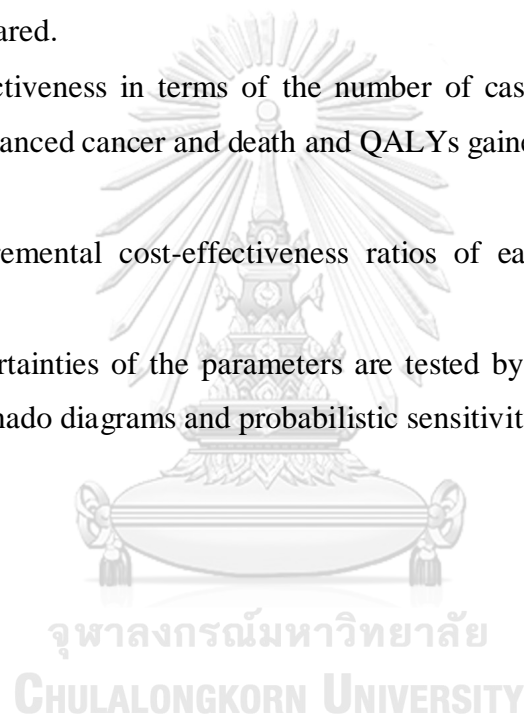 ared.
ctiveness in terms of the number of cas
anced cancer and death and QALYs gaine
remental cost-effectiveness ratios of ea
rtainties of the parameters are tested by
nado diagrams and probabilistic sensitivit
จุฬาลงกรณ์มหาวิทยาลัย
CHULALONGKORN UNIVERSITY